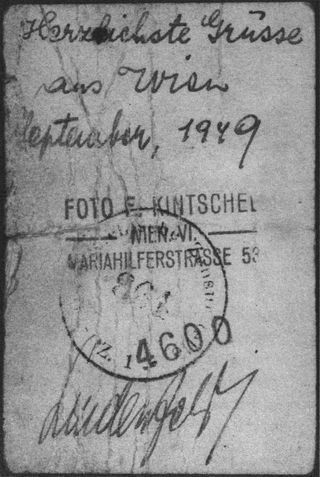 Herzlichste Grüsse
aus Wien
September, 1949
FOTO F. KINTSCHEL
WIEN, VI.
MARIAHILFERSTRASSE 53
4600